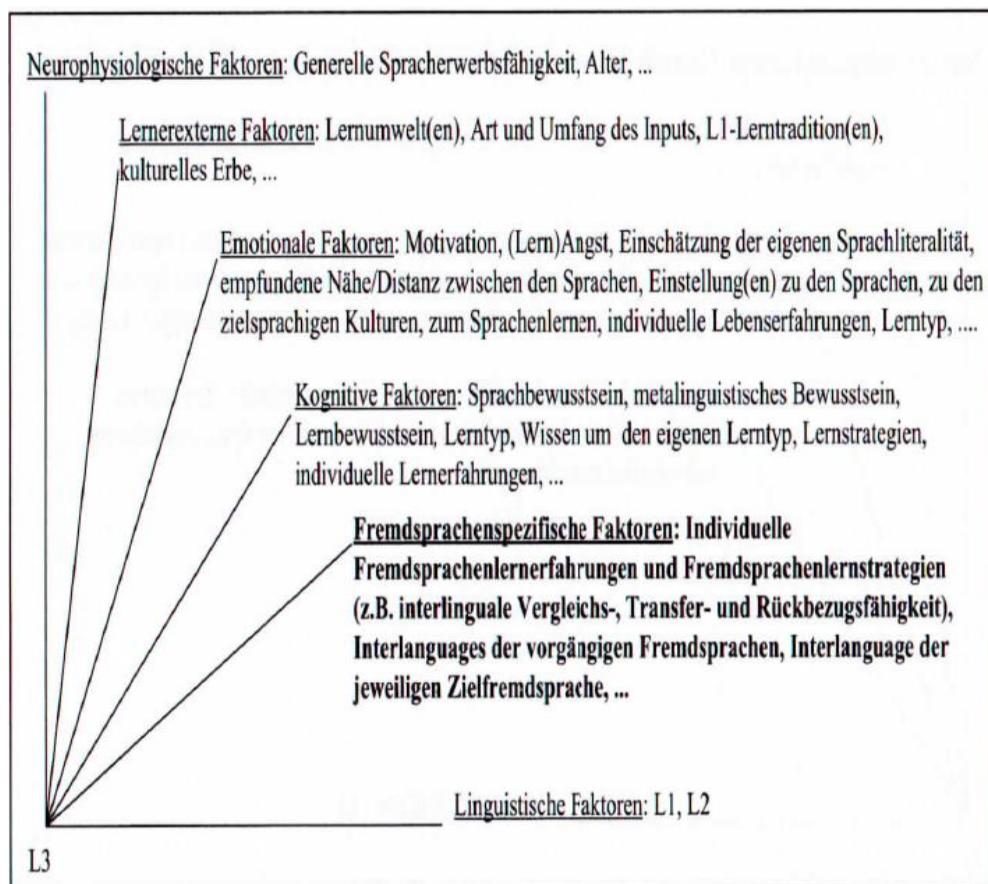 Neurophysiologische Faktoren: Generelle Spracherwerbsfähigkeit, Alter, ...
Lernerexterne Faktoren: Lernumwelt(en), Art und Umfang des Inputs, L1-Lerntradition(en),
kulturelles Erbe, ...
Emotionale Faktoren: Motivation, (Lern)Angst, Einschätzung der eigenen Sprachliteralität,
empfundene Nähe/Distanz zwischen den Sprachen, Einstellung(en) zu den Sprachen, zu den
zielsprachigen Kulturen, zum Sprachenlernen, individuelle Lebenserfahrungen, Lerntyp, ....
Kognitive Faktoren: Sprachbewusstsein, metalinguistisches Bewusstsein,
Lernbewusstsein, Lerntyp, Wissen um den eigenen Lerntyp, Lernstrategien,
individuelle Lernerfahrungen, ...
Fremdsprachenspezifische Faktoren: Individuelle
Fremdsprachenlernerfahrungen und Fremdsprachenlernstrategien
(z.B. interlinguale Vergleichs-, Transfer- und Rückbezugsfähigkeit),
Interlanguages der vorgängigen Fremdsprachen, Interlanguage der
jeweiligen Zielfremdsprache, ...
Linguistische Faktoren: L1, L2
L3